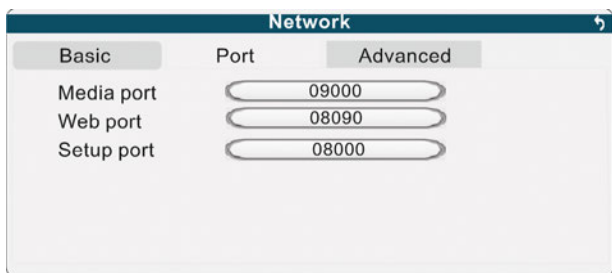 Network
Basic Port Advanced
Media port 09000
Web port 08090
Setup port 08000